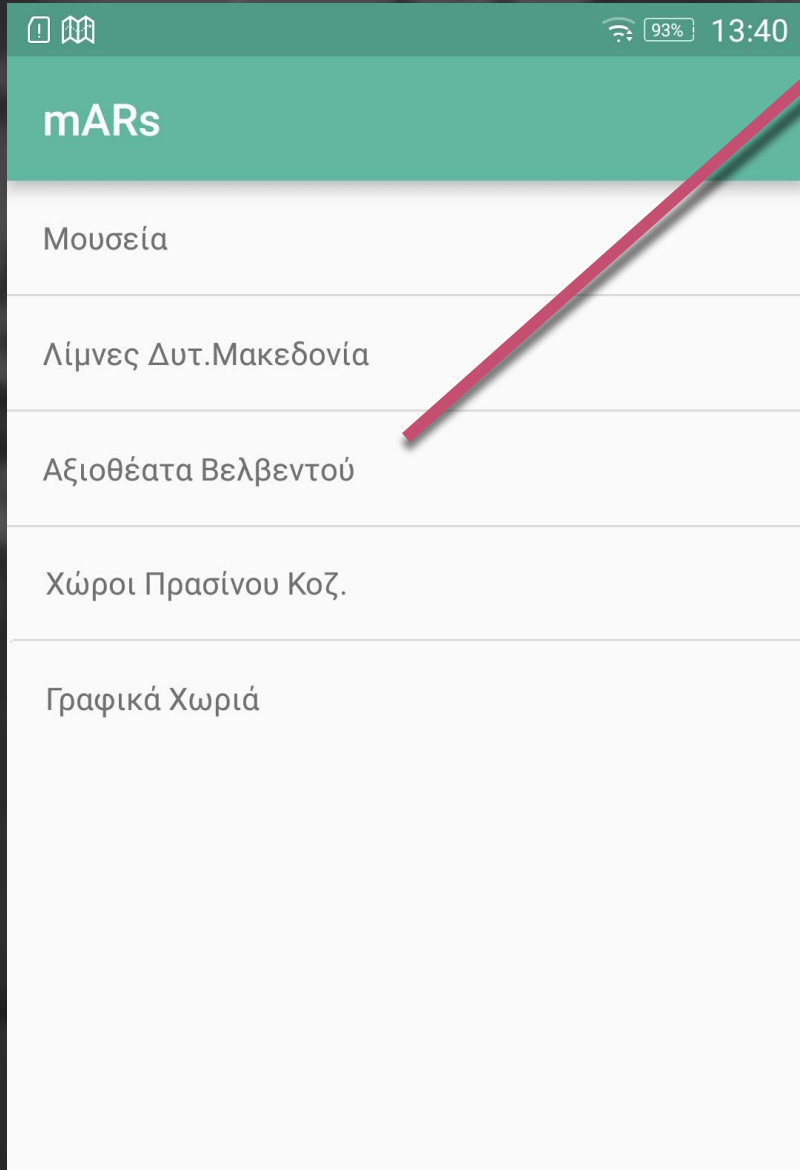 93% 13:40
mARs
Μουσεία
Λίμνες Δυτ.Μακεδονία
Αξιοθέατα Βελβεντού
Χώροι Πρασίνου Κοζ.
Γραφικά Χωριά